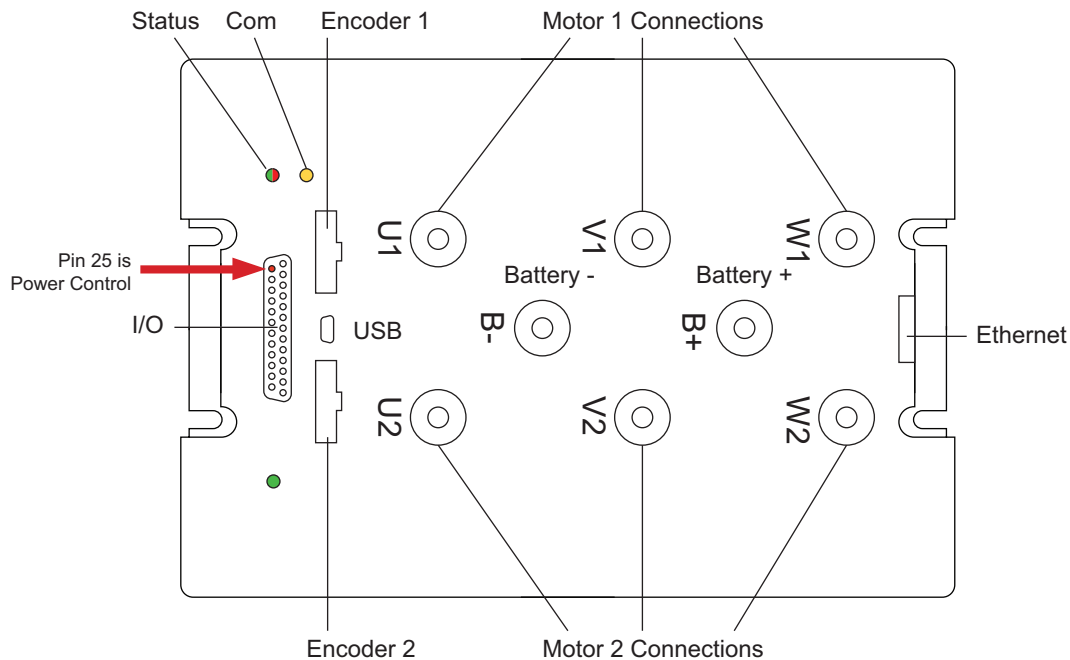 Status
Com
Encoder 1
Motor 1 Connections
U1
V1
W1
Pin 25 is
Power Control
Battery -
Battery +
I/O
USB
B-
B+
Ethernet
U2
V2
W2
Encoder 2
Motor 2 Connections